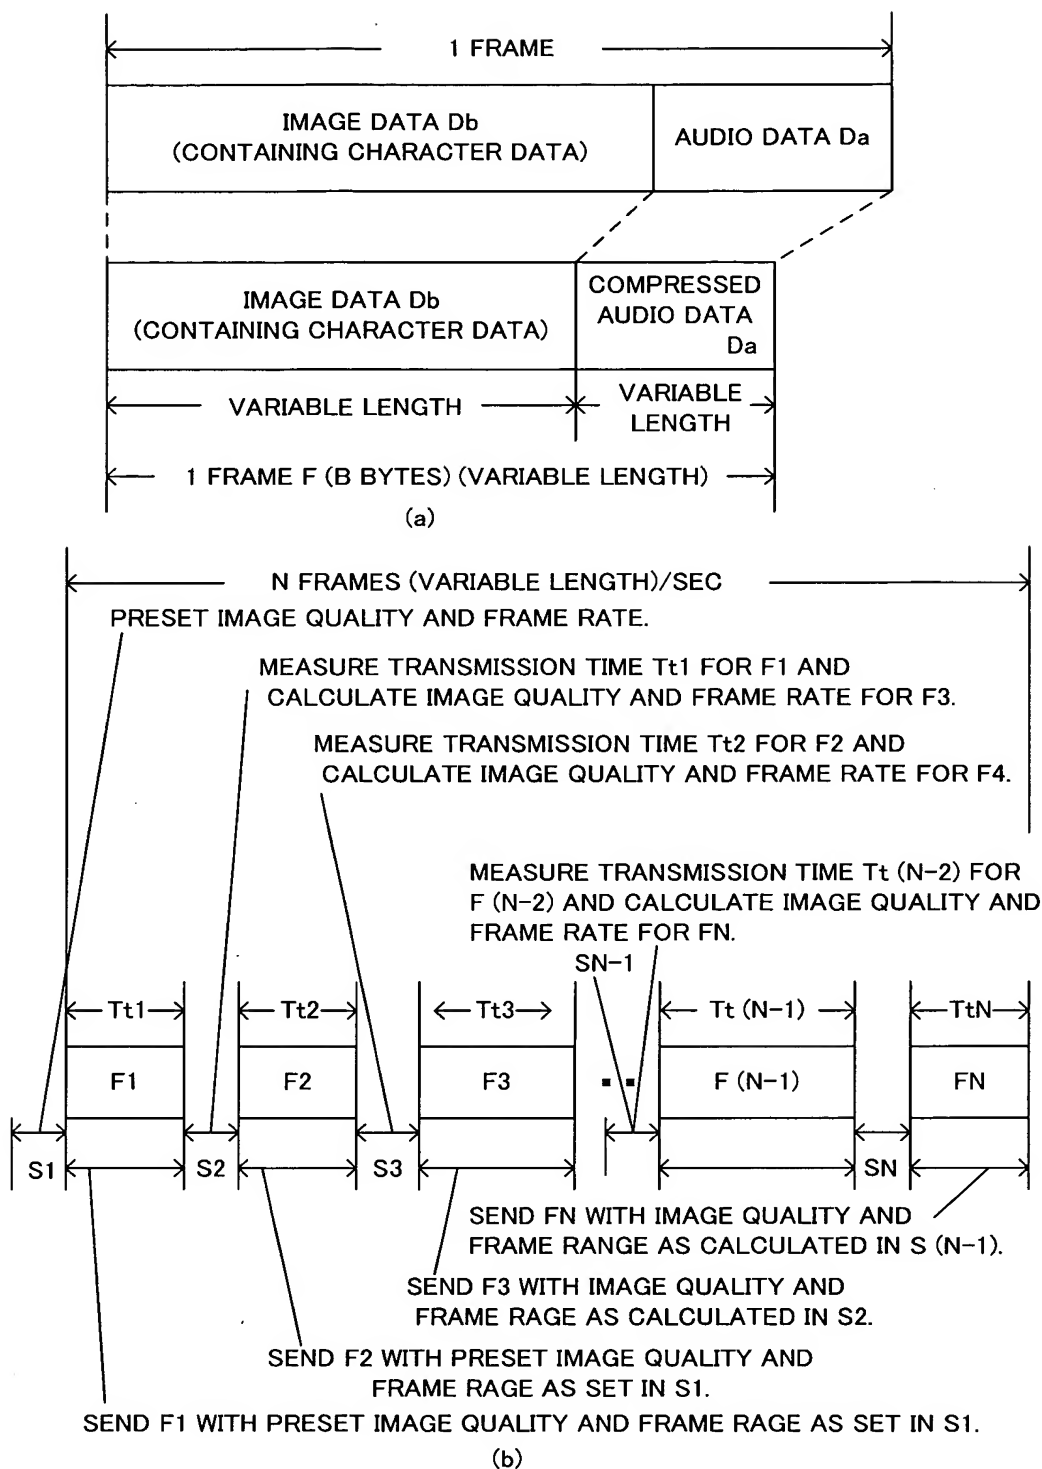 1 FRAME
IMAGE DATA Db
(CONTAINING CHARACTER DATA)
AUDIO DATA Da
IMAGE DATA Db
(CONTAINING CHARACTER DATA)
COMPRESSED
AUDIO DATA
Da
VARIABLE LENGTH
VARIABLE
LENGTH
1 FRAME F (B BYTES) (VARIABLE LENGTH)
(a)
N FRAMES (VARIABLE LENGTH)/SEC
PRESET IMAGE QUALITY AND FRAME RATE.
MEASURE TRANSMISSION TIME Tt1 FOR F1 AND
CALCULATE IMAGE QUALITY AND FRAME RATE FOR F3.
MEASURE TRANSMISSION TIME Tt2 FOR F2 AND
CALCULATE IMAGE QUALITY AND FRAME RATE FOR F4.
MEASURE TRANSMISSION TIME Tt (N-2) FOR
F (N-2) AND CALCULATE IMAGE QUALITY AND
FRAME RATE FOR FN.
SN-1
Tt1 Tt2 Tt3 Tt (N-1) TtN
F1 F2 F3 F (N-1) FN
S1 S2 S3 SN
SEND FN WITH IMAGE QUALITY AND
FRAME RANGE AS CALCULATED IN S (N-1).
SEND F3 WITH IMAGE QUALITY AND
FRAME RAGE AS CALCULATED IN S2.
SEND F2 WITH PRESET IMAGE QUALITY AND
FRAME RAGE AS SET IN S1.
SEND F1 WITH PRESET IMAGE QUALITY AND FRAME RAGE AS SET IN S1.
(b)